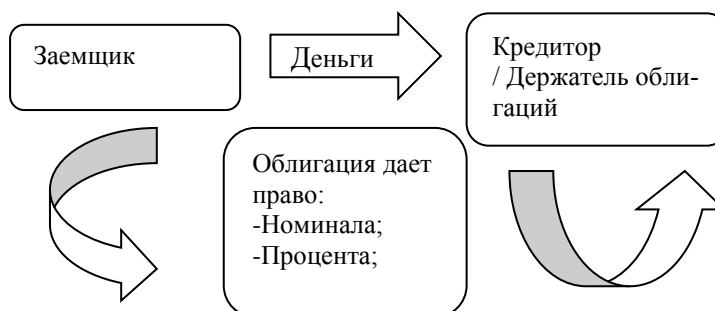 Заемщик
Деньги
Кредитор
/ Держатель обли-
гаций
Облигация дает
право:
-Номинала;
-Процента;